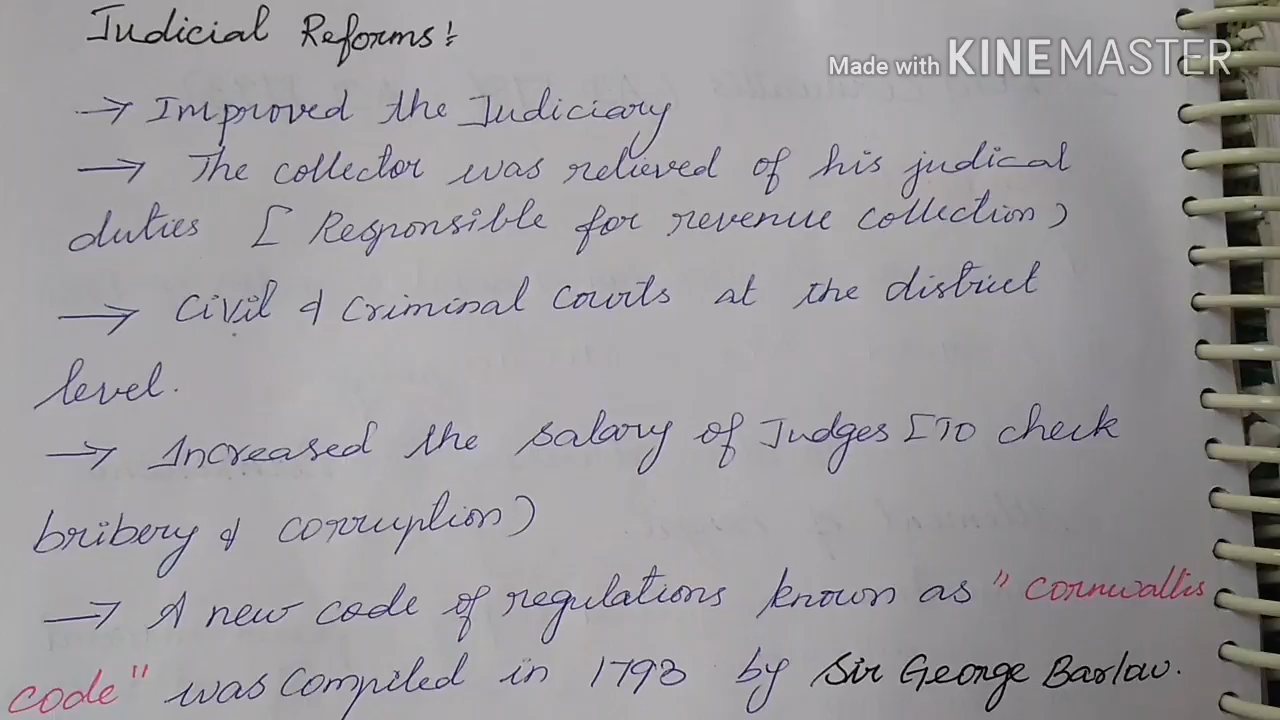 Judicial Reforms:
Made with KINEMASTER
→ Improved the Judiciary
→ The collector was relieved of his judical
duties [ Responsible for revenue collection)
→ Civil & Criminal Courts at the district
level.
→ Increased the salary of Judges [To check
bribery & corruption)
→ A new code of regulations known as "cornwallis
code" was compiled in 1793 by Sir George Barlow.